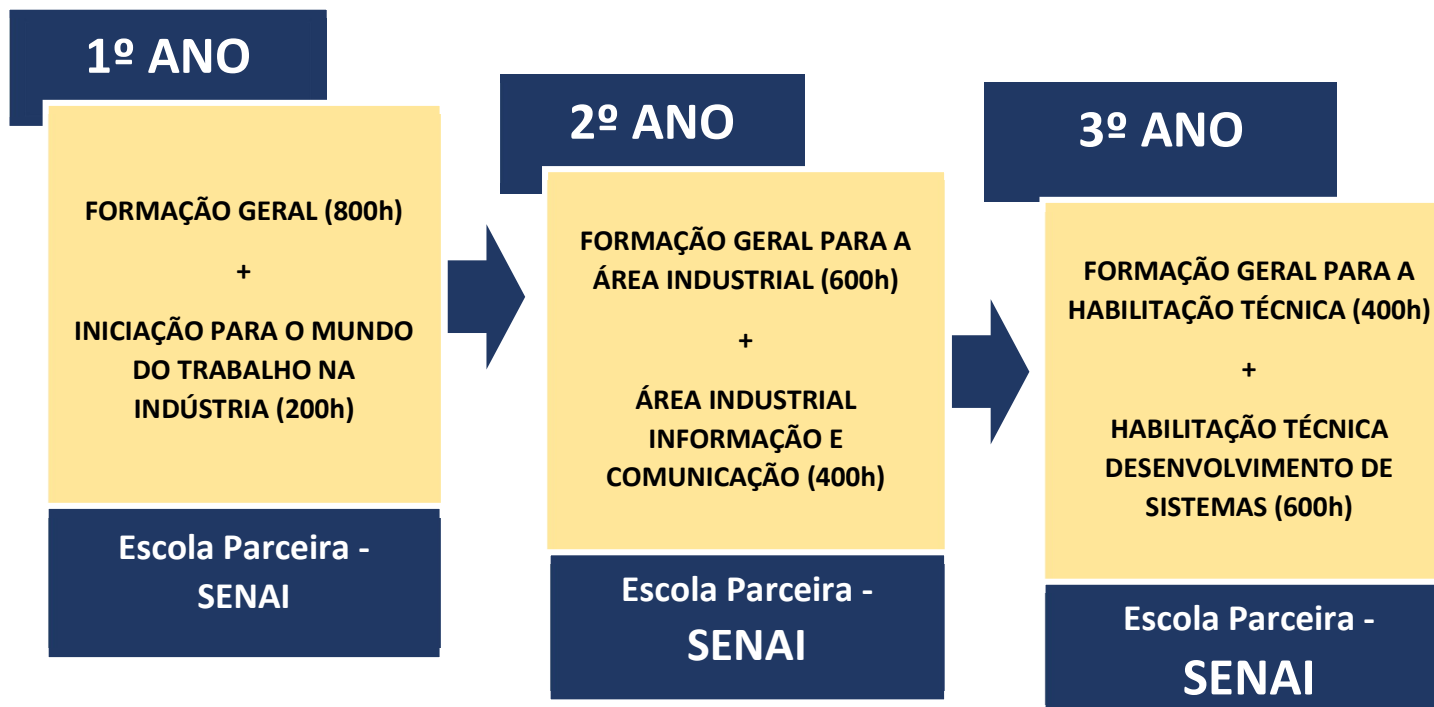 1º ANO
FORMAÇÃO GERAL (800h)
+
INICIAÇÃO PARA O MUNDO
DO TRABALHO NA
INDÚSTRIA (200h)
Escola Parceira -
SENAI
2º ANO
FORMAÇÃO GERAL PARA A
ÁREA INDUSTRIAL (600h)
+
ÁREA INDUSTRIAL
INFORMAÇÃO E
COMUNICAÇÃO (400h)
Escola Parceira -
SENAI
3º ANO
FORMAÇÃO GERAL PARA A
HABILITAÇÃO TÉCNICA (400h)
+
HABILITAÇÃO TÉCNICA
DESENVOLVIMENTO DE
SISTEMAS (600h)
Escola Parceira -
SENAI